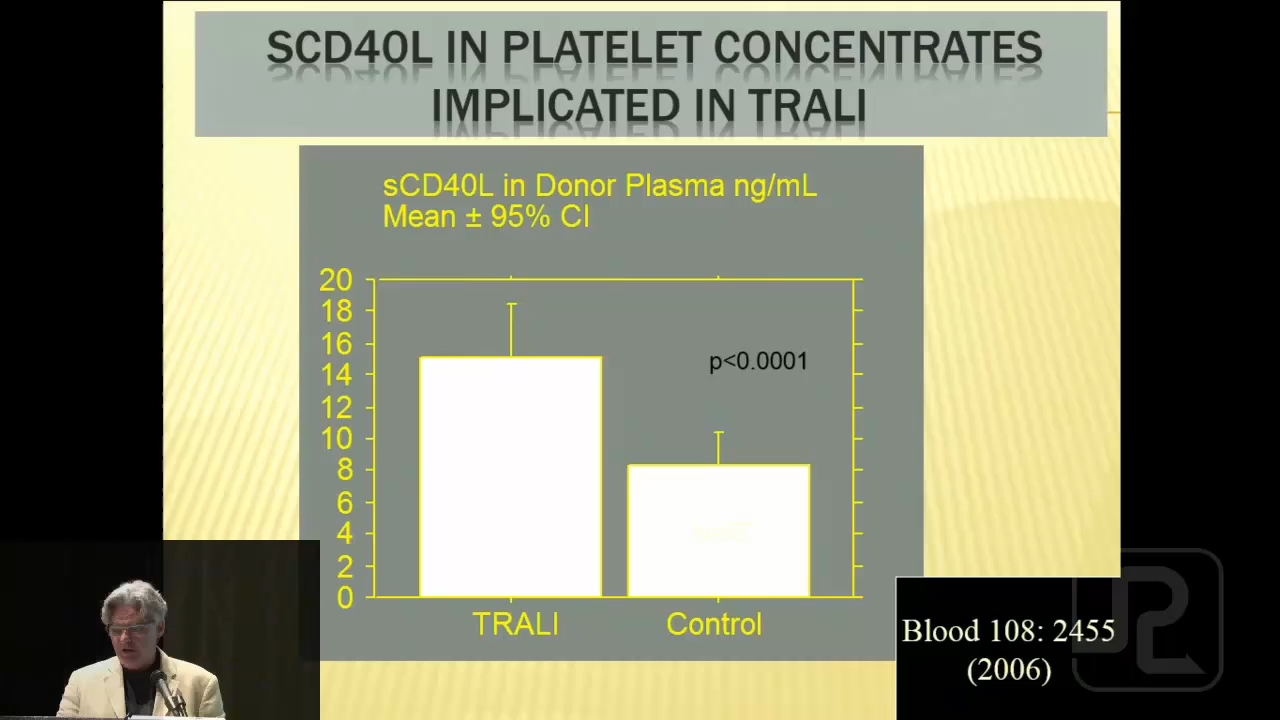 SCD40L IN PLATELET CONCENTRATES
IMPLICATED IN TRALI
sCD40L in Donor Plasma ng/mL
Mean ± 95% CI
20
18
16
14
12
10
8
6
4
2
0
p<0.0001
TRALI
Control
Blood 108: 2455
(2006)